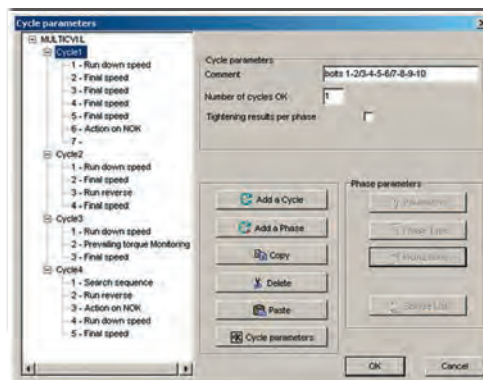 Cycle parameters
MULTICVIL
Cycle1
1 - Run down speed
2 - Final speed
3 - Final speed
4 - Final speed
5 - Final speed
6 - Action on NOK
7 -
Cycle2
1 - Run down speed
2 - Final speed
3 - Run reverse
4 - Final speed
Cycle3
1 - Run down speed
2 - Prevailing torque Monitoring
3 - Final speed
Cycle4
1 - Search sequence
2 - Run reverse
3 - Action on NOK
4 - Run down speed
5 - Final speed
Cycle parameters
Comment
bolts 1-2/3-4-5-6/7-8-9-10
Number of cycles OK
1
Tightening results per phase
Add a Cycle
Add a Phase
Copy
Delete
Paste
Cycle parameters
Phase parameters
Parameters
Phase Type
OK
Cancel